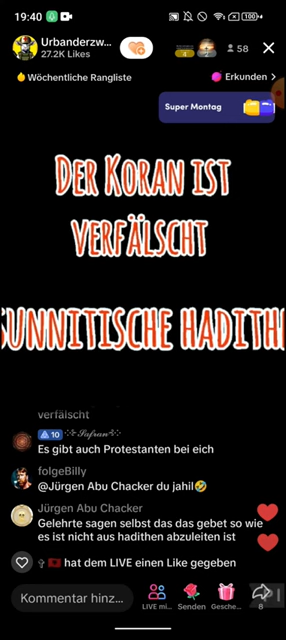 19:40
100+
Urbanderzw...
27.2K Likes
58
Wöchentliche Rangliste
Erkunden >
Super Montag
DER KORAN IST
VERFÄLSCHT
SUNNITISCHE HADITHE
verfälscht
10 Safran
Es gibt auch Protestanten bei eich
folgeBilly
@Jürgen Abu Chacker du jahil🤣
Jürgen Abu Chacker
Gelehrte sagen selbst das das gebet so wie
es ist nicht aus hadithen abzuleiten ist
hat dem LIVE einen Like gegeben
Kommentar hinz...
LIVE mi...
Senden
Gesche...
8